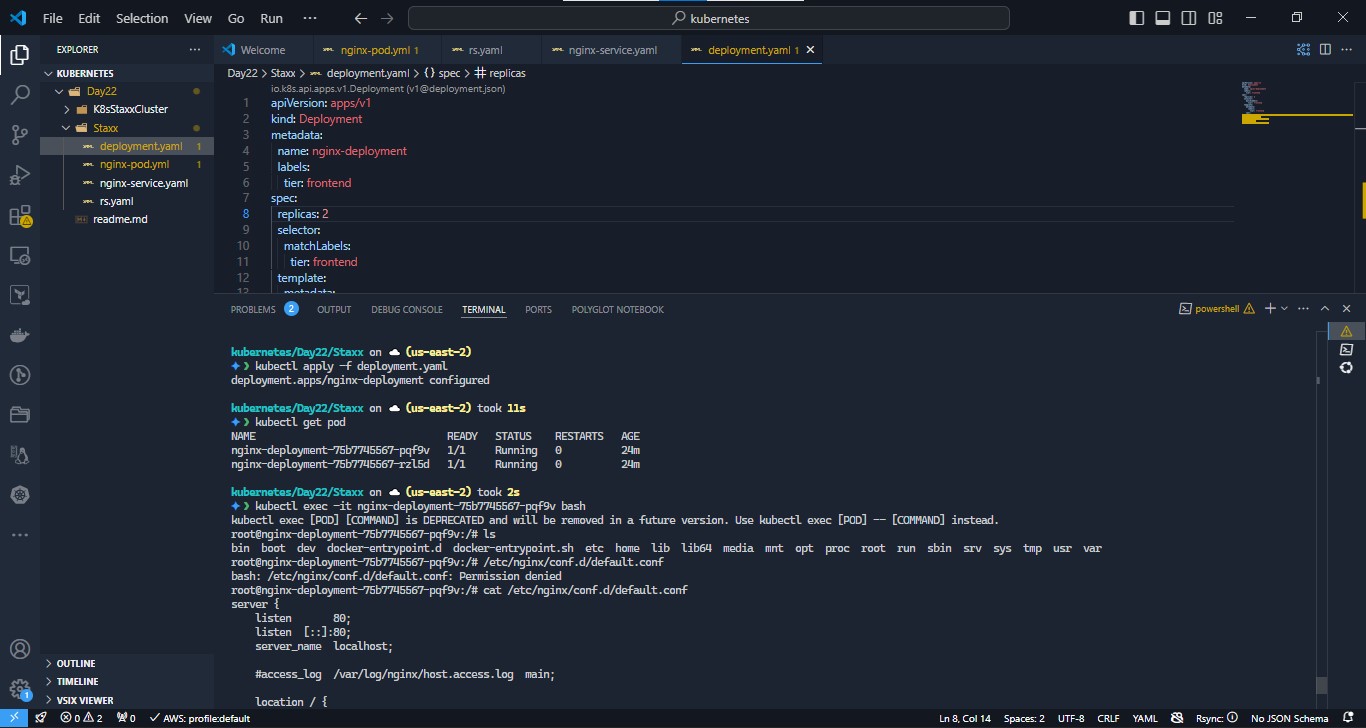 File Edit Selection View Go Run ··· kubernetes
EXPLORER ···
Welcome nginx-pod.yml 1 rs.yaml nginx-service.yaml deployment.yaml 1
KUBERNETES
Day22
K8sStaxxCluster
Staxx
deployment.yaml 1
nginx-pod.yml 1
nginx-service.yaml
rs.yaml
readme.md
OUTLINE
TIMELINE
VSIX VIEWER
Day22 > Staxx > deployment.yaml > {} spec > # replicas
io.k8s.api.apps.v1.Deployment (v1@deployment.json)
1 apiVersion: apps/v1
2 kind: Deployment
3 metadata:
4 name: nginx-deployment
5 labels:
6 tier: frontend
7 spec:
8 replicas: 2
9 selector:
10 matchLabels:
11 tier: frontend
12 template:
13 metadata:
PROBLEMS 2 OUTPUT DEBUG CONSOLE TERMINAL PORTS POLYGLOT NOTEBOOK powershell
kubernetes/Day22/Staxx on ☁ (us-east-2)
✦ ❯ kubectl apply -f deployment.yaml
deployment.apps/nginx-deployment configured
kubernetes/Day22/Staxx on ☁ (us-east-2) took 11s
✦ ❯ kubectl get pod
NAME READY STATUS RESTARTS AGE
nginx-deployment-75b7745567-pqf9v 1/1 Running 0 24m
nginx-deployment-75b7745567-rzl5d 1/1 Running 0 24m
kubernetes/Day22/Staxx on ☁ (us-east-2) took 2s
✦ ❯ kubectl exec -it nginx-deployment-75b7745567-pqf9v bash
kubectl exec [POD] [COMMAND] is DEPRECATED and will be removed in a future version. Use kubectl exec [POD] -- [COMMAND] instead.
root@nginx-deployment-75b7745567-pqf9v:/# ls
bin boot dev docker-entrypoint.d docker-entrypoint.sh etc home lib lib64 media mnt opt proc root run sbin srv sys tmp usr var
root@nginx-deployment-75b7745567-pqf9v:/# /etc/nginx/conf.d/default.conf
bash: /etc/nginx/conf.d/default.conf: Permission denied
root@nginx-deployment-75b7745567-pqf9v:/# cat /etc/nginx/conf.d/default.conf
server {
listen 80;
listen [::]:80;
server_name localhost;
#access_log /var/log/nginx/host.access.log main;
location / {
1
0 2 0 AWS: profile:default Ln 8, Col 14 Spaces: 2 UTF-8 CRLF YAML Rsync: No JSON Schema